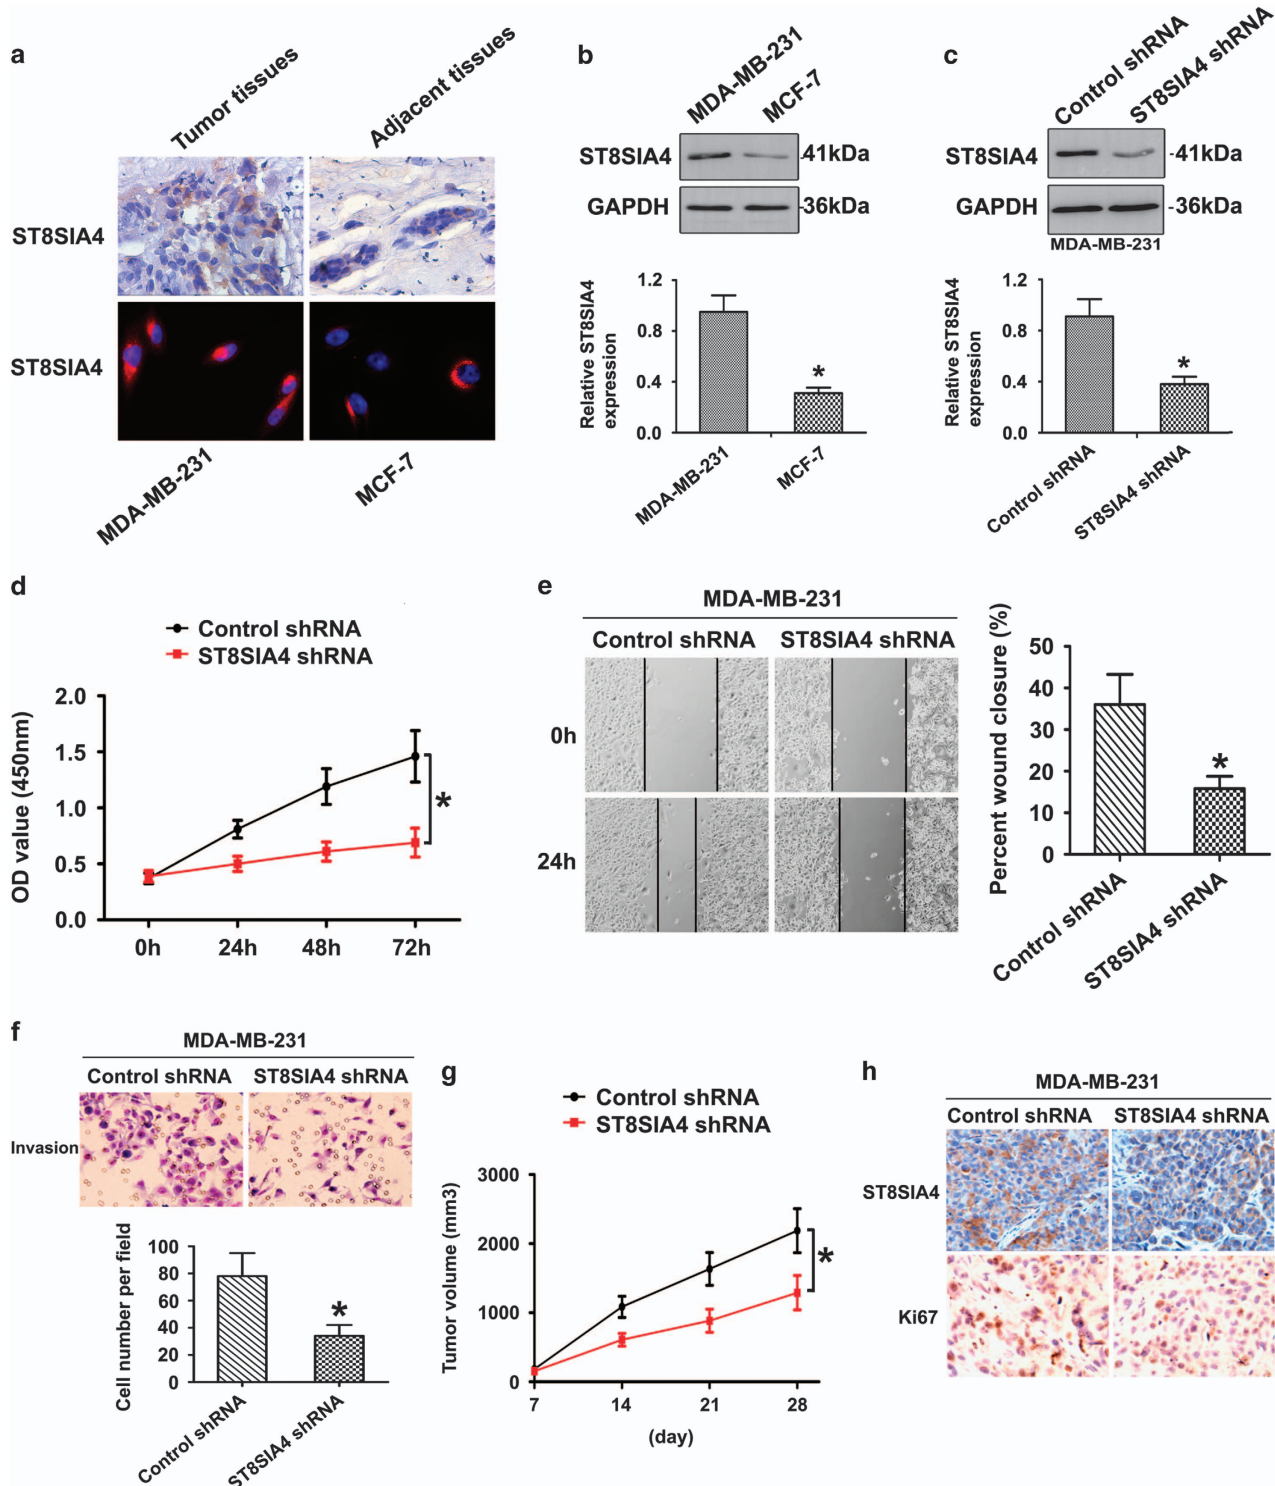 a
Tumor tissues
Adjacent tissues
ST8SIA4
ST8SIA4
MDA-MB-231
MCF-7
b
MDA-MB-231
MCF-7
ST8SIA4
41kDa
GAPDH
-36kDa
Relative ST8SIA4
expression
1.2
0.8
0.4
0.0
*
MDA-MB-231
MCF-7
c
Control shRNA
ST8SIA4 shRNA
ST8SIA4
-41kDa
GAPDH
-36kDa
MDA-MB-231
Relative ST8SIA4
expression
1.2
0.8
0.4
0.0
*
Control shRNA
ST8SIA4 shRNA
d
Control shRNA
ST8SIA4 shRNA
OD value (450nm)
2.0
1.5
1.0
0.5
0.0
*
0h
24h
48h
72h
e
MDA-MB-231
Control shRNA
ST8SIA4 shRNA
0h
24h
Percent wound closure (%)
50
40
30
20
10
0
*
Control shRNA
ST8SIA4 shRNA
f
MDA-MB-231
Control shRNA
ST8SIA4 shRNA
Invasion
Cell number per field
100
80
60
40
20
0
*
Control shRNA
ST8SIA4 shRNA
g
Control shRNA
ST8SIA4 shRNA
Tumor volume (mm3)
3000
2000
1000
0
*
7
14
21
28
(day)
h
MDA-MB-231
Control shRNA
ST8SIA4 shRNA
ST8SIA4
Ki67